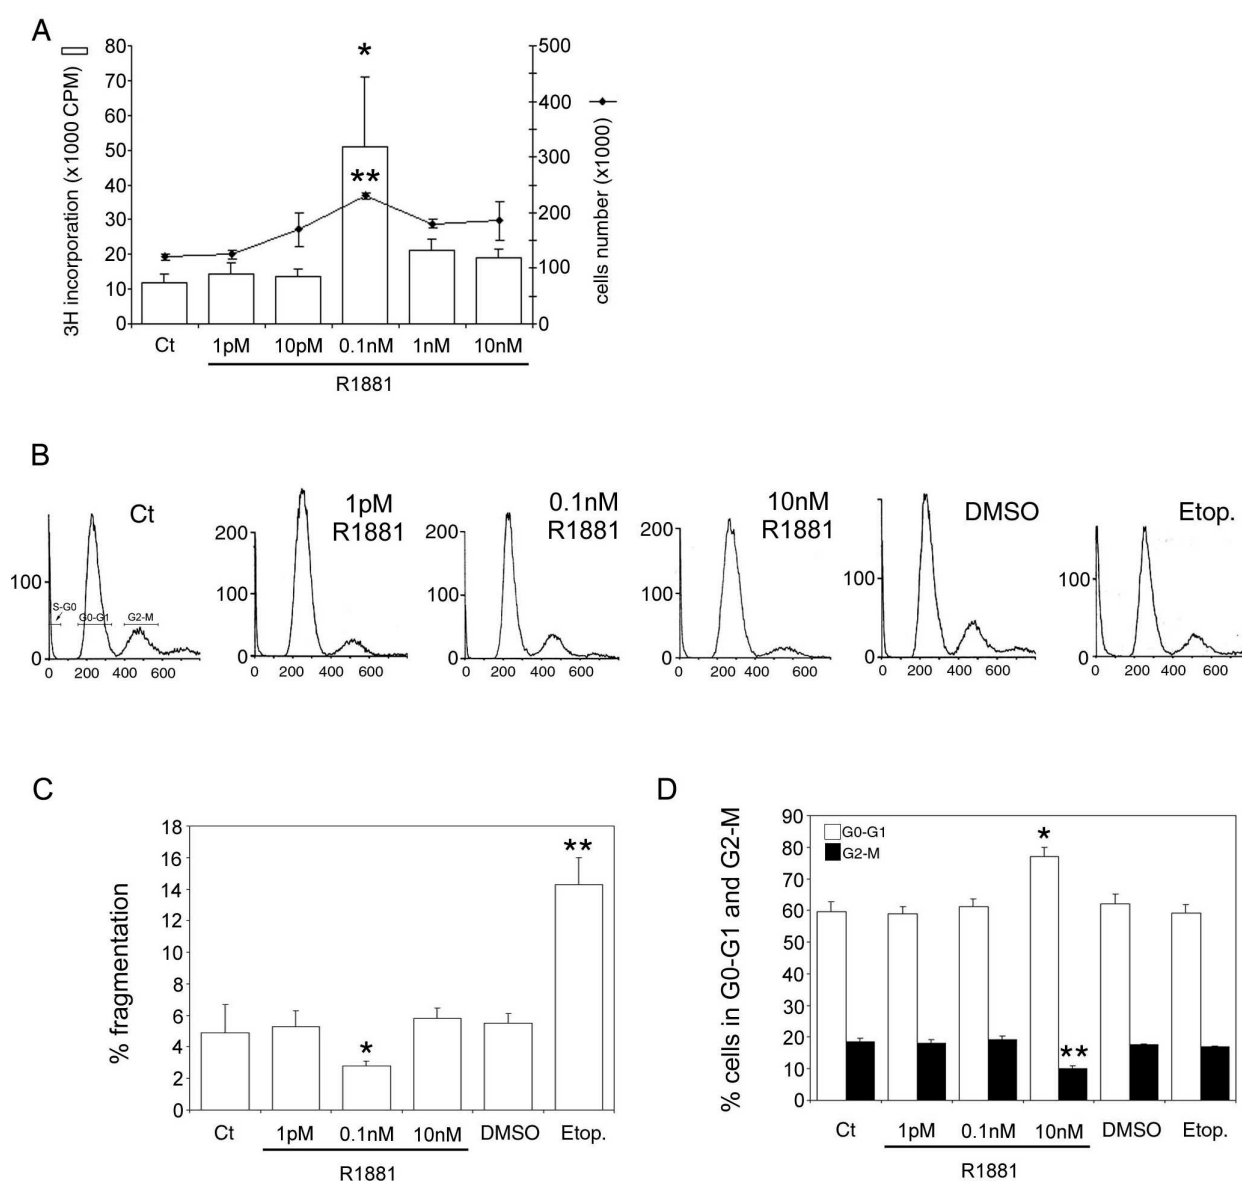 A
3H incorporation (x1000 CPM)
80
70
60
50
40
30
20
10
0
*
**
500
400
300
200
100
0
cells number (x1000)
Ct 1pM 10pM 0.1nM 1nM 10nM
R1881
B
Ct
100
0
S-G0
G0-G1
G2-M
0 200 400 600
1pM
R1881
200
100
0
0 200 400 600
0.1nM
R1881
200
100
0
0 200 400 600
10nM
R1881
200
100
0
0 200 400 600
DMSO
100
0
0 200 400 600
Etop.
100
0
0 200 400 600
C
% fragmentation
18
16
14
12
10
8
6
4
2
0
*
**
Ct 1pM 0.1nM 10nM DMSO Etop.
R1881
D
% cells in G0-G1 and G2-M
90
80
70
60
50
40
30
20
10
0
G0-G1
G2-M
*
**
Ct 1pM 0.1nM 10nM DMSO Etop.
R1881